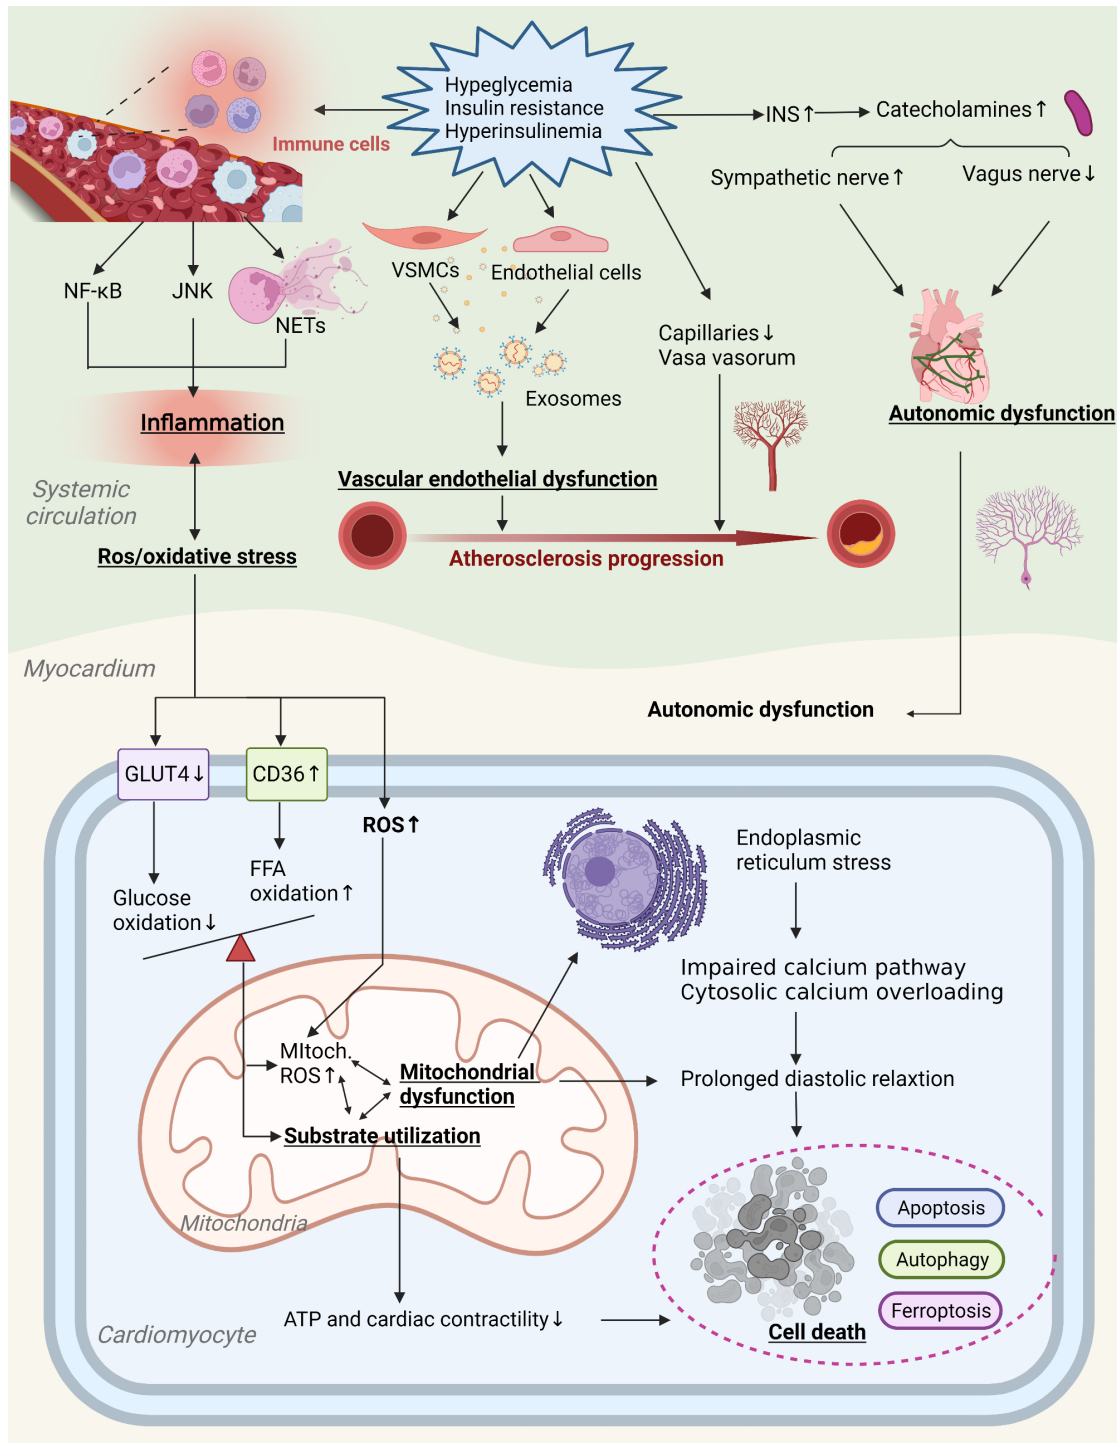 Hypeglycemia
Insulin resistance
Hyperinsulinemia
Immune cells
INS↑
Catecholamines↑
Sympathetic nerve↑
Vagus nerve↓
NF-κB
JNK
NETs
VSMCs
Endothelial cells
Exosomes
Capillaries↓
Vasa vasorum
Autonomic dysfunction
Inflammation
Vascular endothelial dysfunction
Systemic
circulation
Ros/oxidative stress
Atherosclerosis progression
Myocardium
Autonomic dysfunction
GLUT4↓
CD36↑
ROS↑
Glucose
oxidation↓
FFA
oxidation↑
Endoplasmic
reticulum stress
Impaired calcium pathway
Cytosolic calcium overloading
MItoch.
ROS↑
Mitochondrial
dysfunction
Substrate utilization
Prolonged diastolic relaxtion
Mitochondria
Apoptosis
Autophagy
Ferroptosis
Cell death
ATP and cardiac contractility↓
Cardiomyocyte